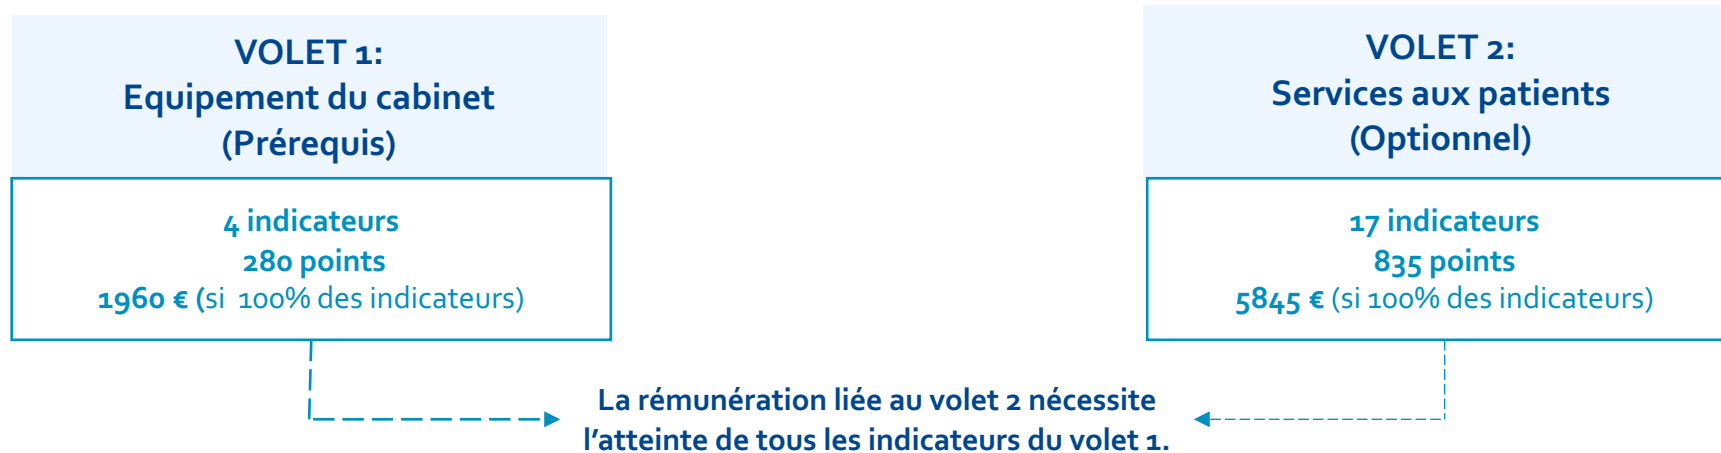 VOLET 1:
Equipement du cabinet
(Prérequis)
4 indicateurs
280 points
1960 € (si 100% des indicateurs)
VOLET 2:
Services aux patients
(Optionnel)
17 indicateurs
835 points
5845 € (si 100% des indicateurs)
La rémunération liée au volet 2 nécessite
l’atteinte de tous les indicateurs du volet 1.